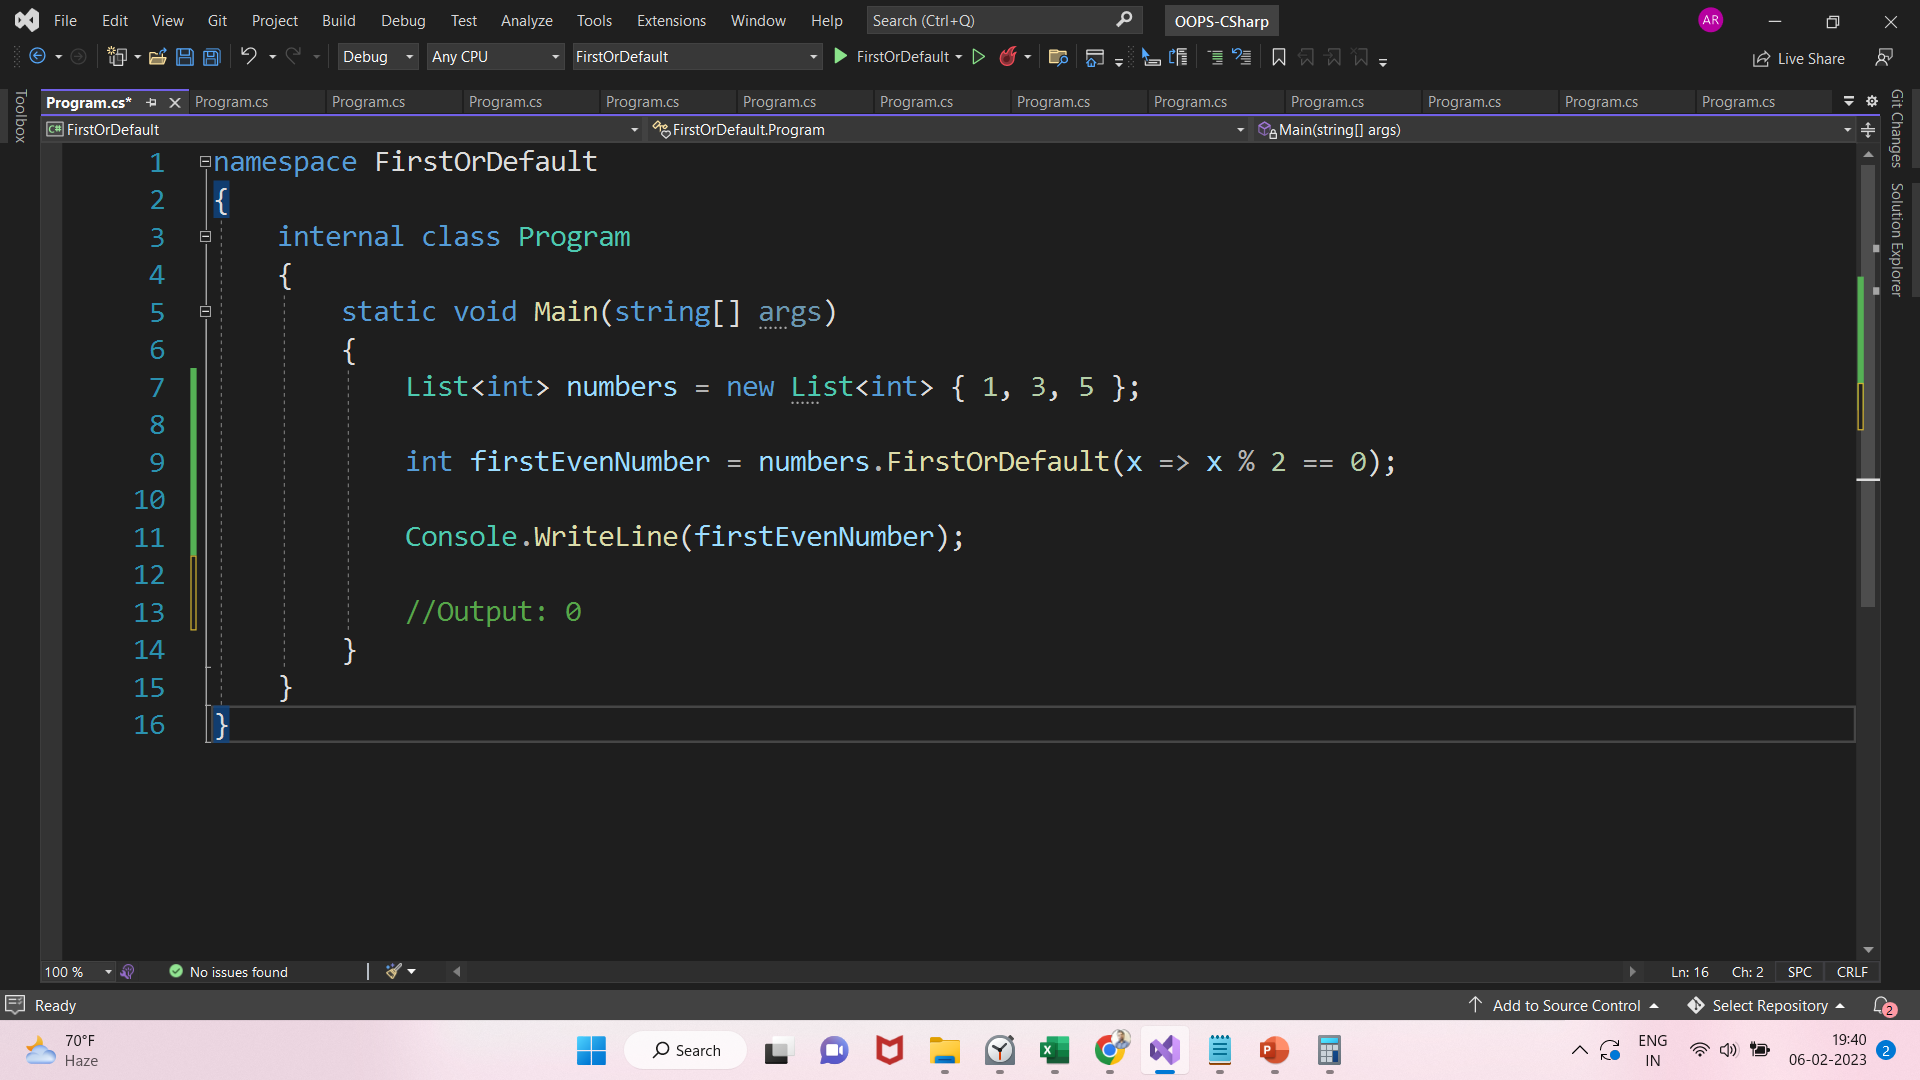 File Edit View Git Project Build Debug Test Analyze Tools Extensions Window Help Search (Ctrl+Q) OOPS-CSharp AR
Debug Any CPU FirstOrDefault FirstOrDefault Live Share
Toolbox
Program.cs* Program.cs Program.cs Program.cs Program.cs Program.cs Program.cs Program.cs Program.cs Program.cs Program.cs Program.cs Program.cs
C# FirstOrDefault FirstOrDefault.Program Main(string[] args)
Git Changes
Solution Explorer
1 namespace FirstOrDefault
2 {
3 internal class Program
4 {
5 static void Main(string[] args)
6 {
7 List<int> numbers = new List<int> { 1, 3, 5 };
8
9 int firstEvenNumber = numbers.FirstOrDefault(x => x % 2 == 0);
10
11 Console.WriteLine(firstEvenNumber);
12
13 //Output: 0
14 }
15 }
16 }
100 % No issues found Ln: 16 Ch: 2 SPC CRLF
Ready Add to Source Control Select Repository 2
70°F
Haze
Search
ENG
IN
19:40
06-02-2023
2